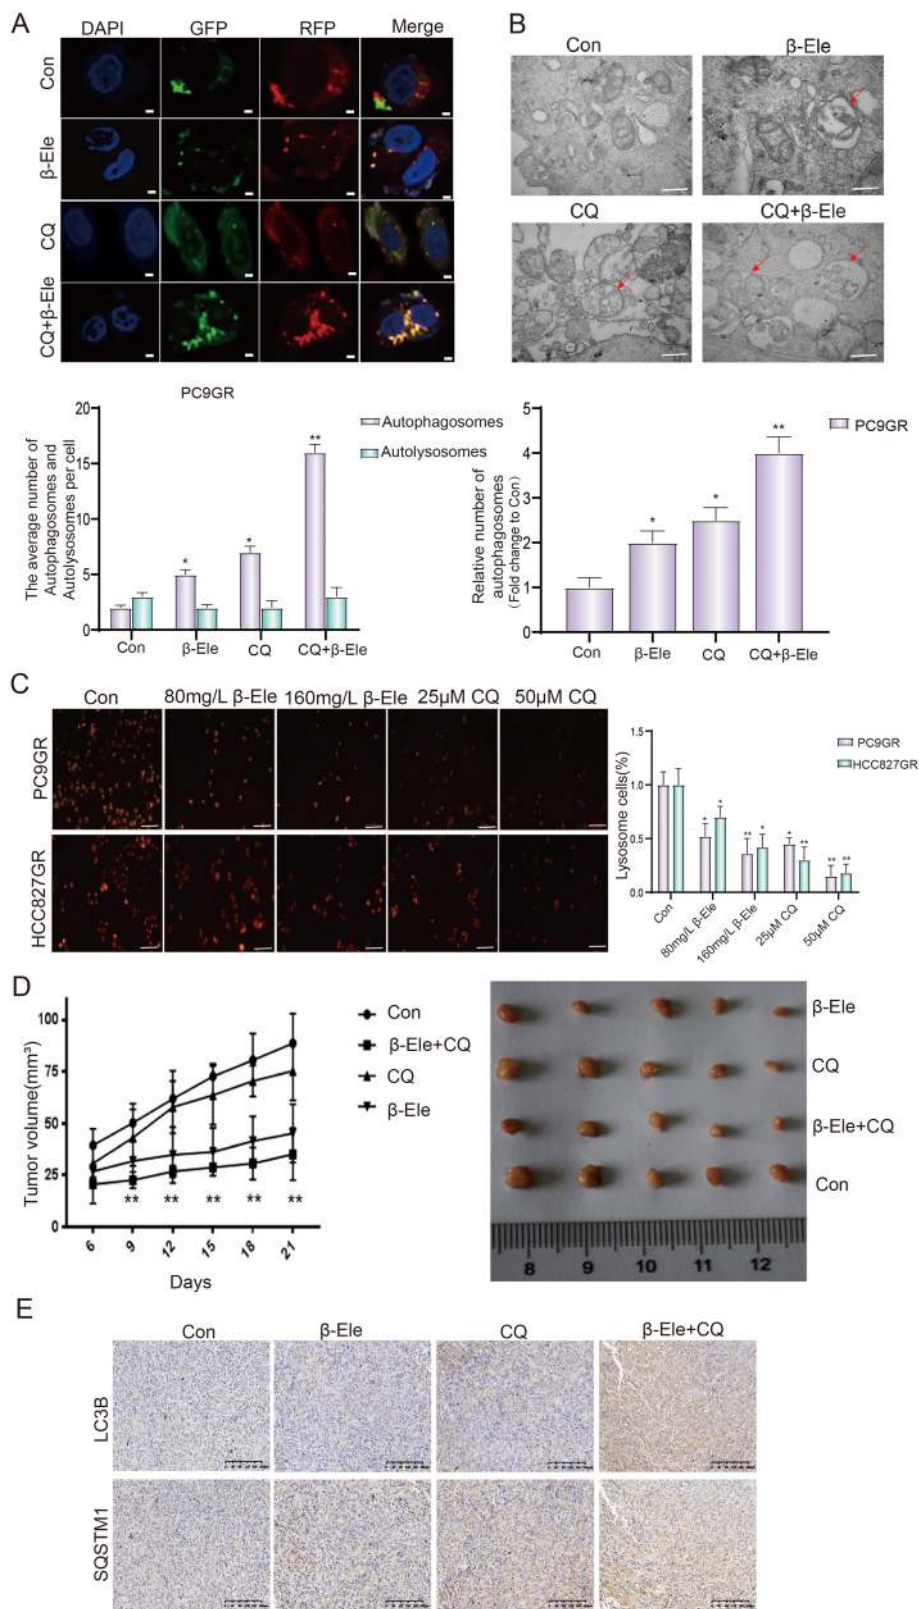 A
DAPI GFP RFP Merge
Con
β-Ele
CQ
CQ+β-Ele
B
Con β-Ele
CQ CQ+β-Ele
PC9GR
The average number of
Autophagosomes and
Autolysosomes per cell
20
15
10
5
0
* * **
Con β-Ele CQ CQ+β-Ele
Autophagosomes
Autolysosomes
Relative number of
autophagosomes
(Fold change to Con)
5
4
3
2
1
0
* * **
Con β-Ele CQ CQ+β-Ele
PC9GR
C
Con 80mg/L β-Ele 160mg/L β-Ele 25μM CQ 50μM CQ
PC9GR
HCC827GR
Lysosome cells(%)
1.5
1.0
0.5
0.0
* * ** * * ** ** **
Con 80mg/L β-Ele 160mg/L β-Ele 25μM CQ 50μM CQ
PC9GR
HCC827GR
D
Tumor volume(mm³)
100
75
50
25
0
** ** ** ** **
6 9 12 15 18 21
Days
Con
β-Ele+CQ
CQ
β-Ele
β-Ele
CQ
β-Ele+CQ
Con
8 9 10 11 12
E
Con β-Ele CQ β-Ele+CQ
LC3B
SQSTM1